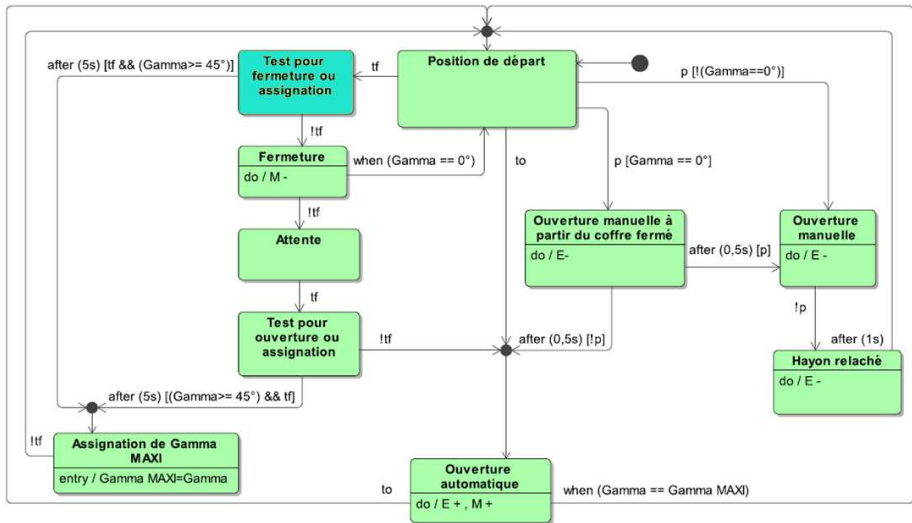 after (5s) [tf && (Gamma>= 45°)]
Test pour
fermeture ou
assignation
tf
Position de départ
p [!(Gamma==0°)]
!tf
Fermeture
do / M -
when (Gamma == 0°)
to
p [Gamma == 0°]
!tf
Attente
Ouverture manuelle à
partir du coffre fermé
do / E-
after (0,5s) [p]
Ouverture
manuelle
do / E -
tf
Test pour
ouverture ou
assignation
!tf
after (0,5s) [!p]
!p
after (1s)
Hayon relaché
do / E -
after (5s) [(Gamma>= 45°) && tf]
!tf
Assignation de Gamma
MAXI
entry / Gamma MAXI=Gamma
to
Ouverture
automatique
do / E + , M +
when (Gamma == Gamma MAXI)